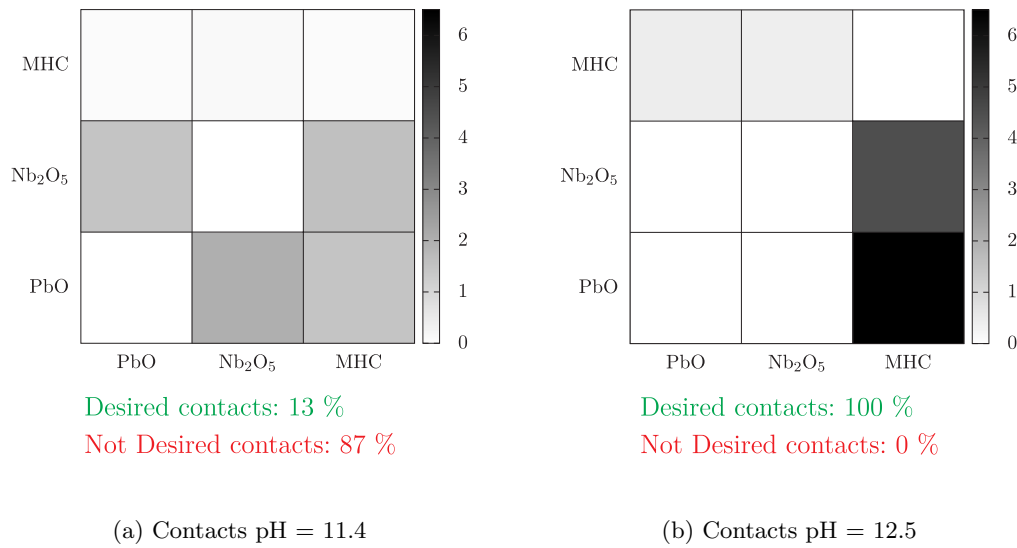 MHC
Nb₂O₅
PbO
PbO Nb₂O₅ MHC
6
5
4
3
2
1
0
Desired contacts: 13 %
Not Desired contacts: 87 %
(a) Contacts pH = 11.4
MHC
Nb₂O₅
PbO
PbO Nb₂O₅ MHC
6
5
4
3
2
1
0
Desired contacts: 100 %
Not Desired contacts: 0 %
(b) Contacts pH = 12.5